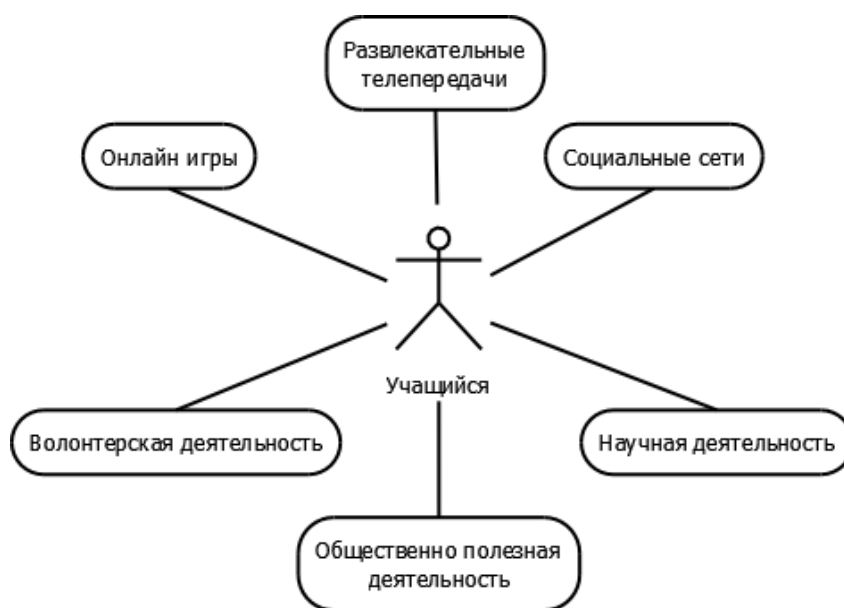 Развлекательные
телепередачи
Онлайн игры
Социальные сети
Учащийся
Волонтерская деятельность
Научная деятельность
Общественно полезная
деятельность